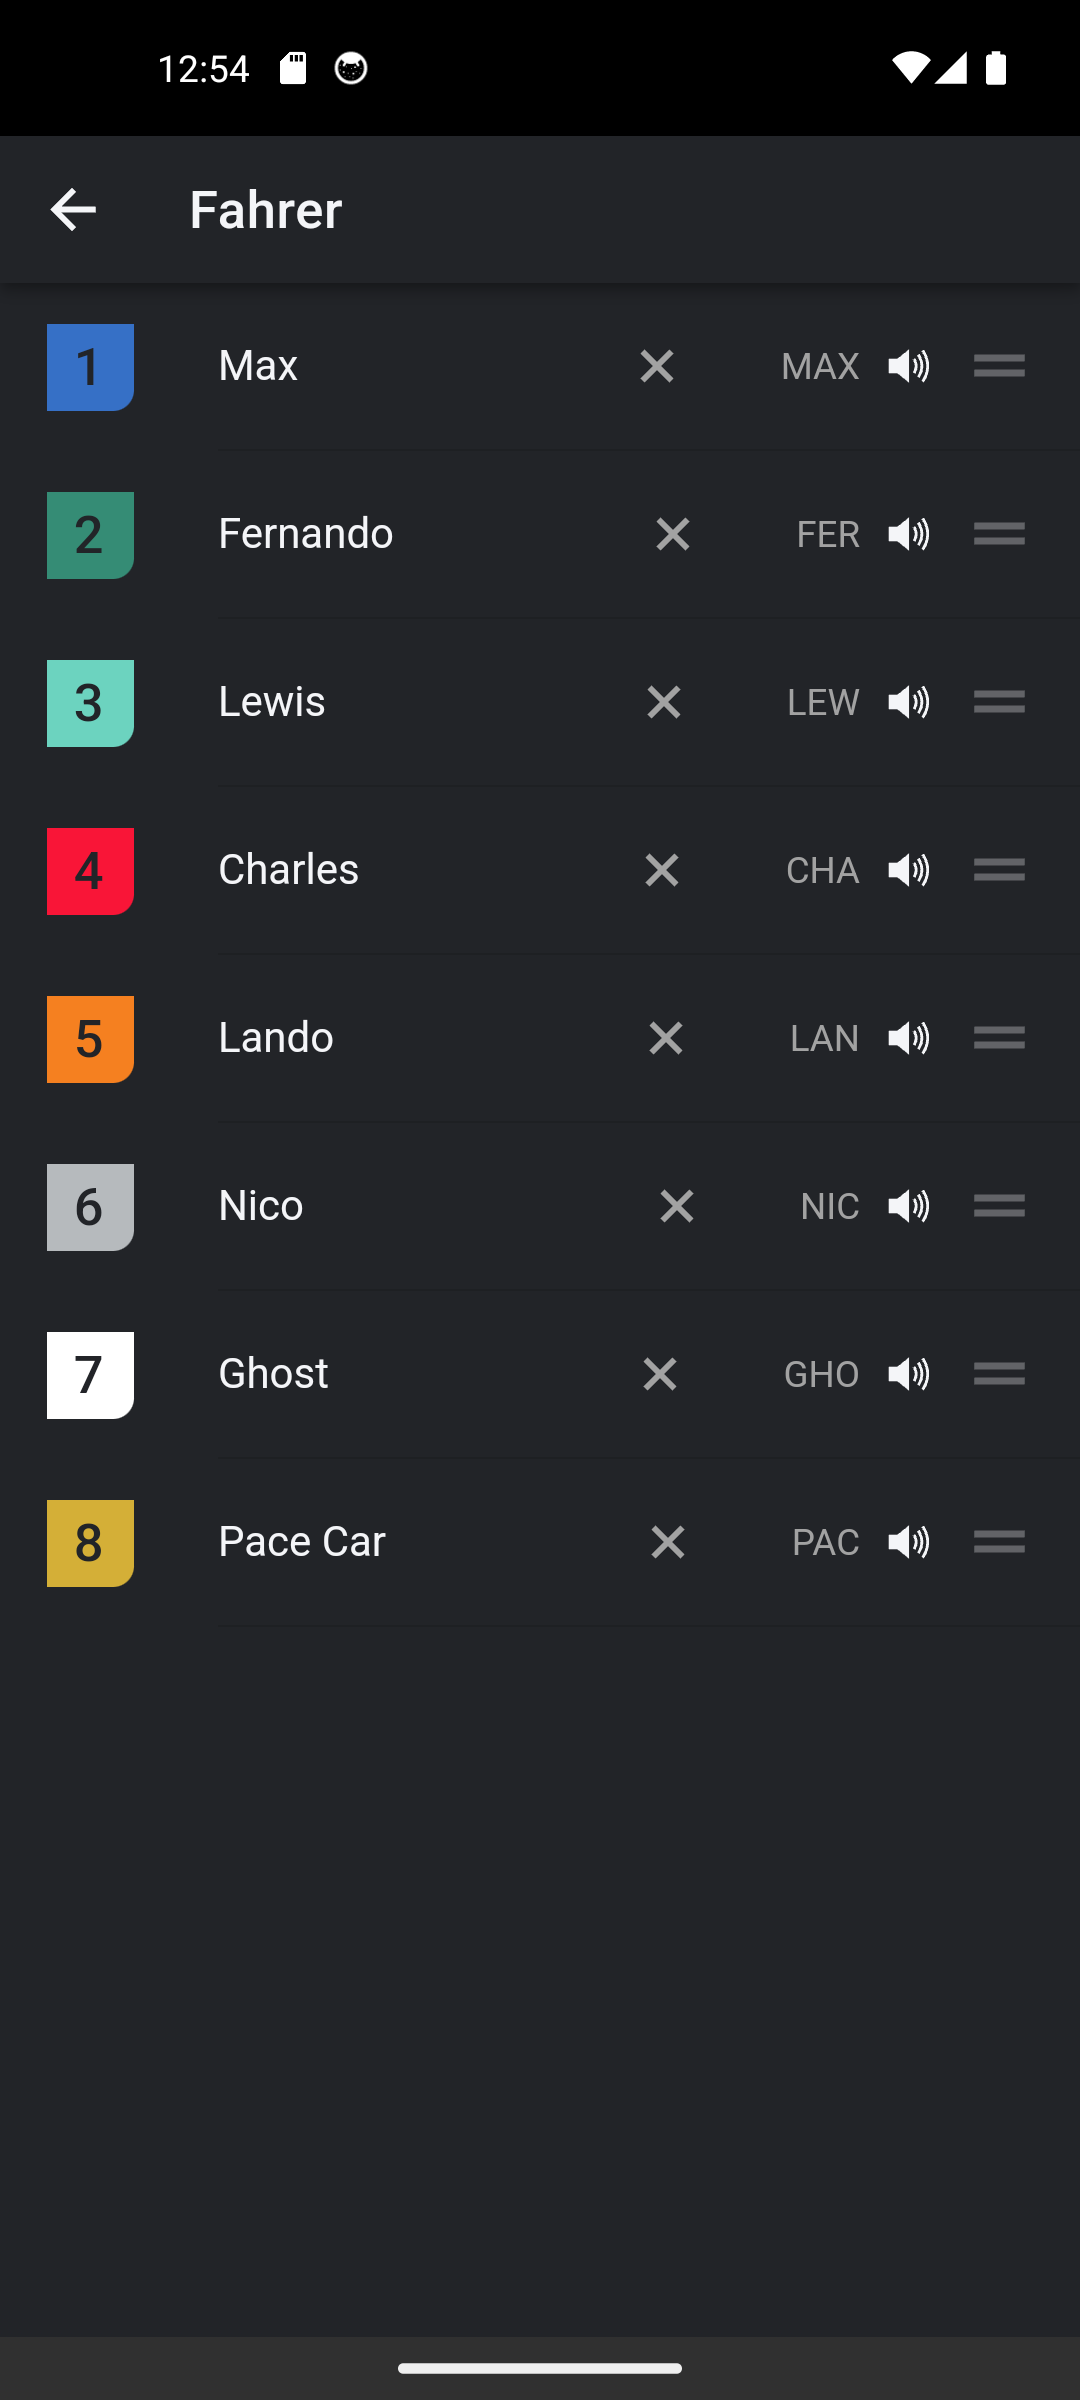 12:54
Fahrer
1 Max MAX
2 Fernando FER
3 Lewis LEW
4 Charles CHA
5 Lando LAN
6 Nico NIC
7 Ghost GHO
8 Pace Car PAC